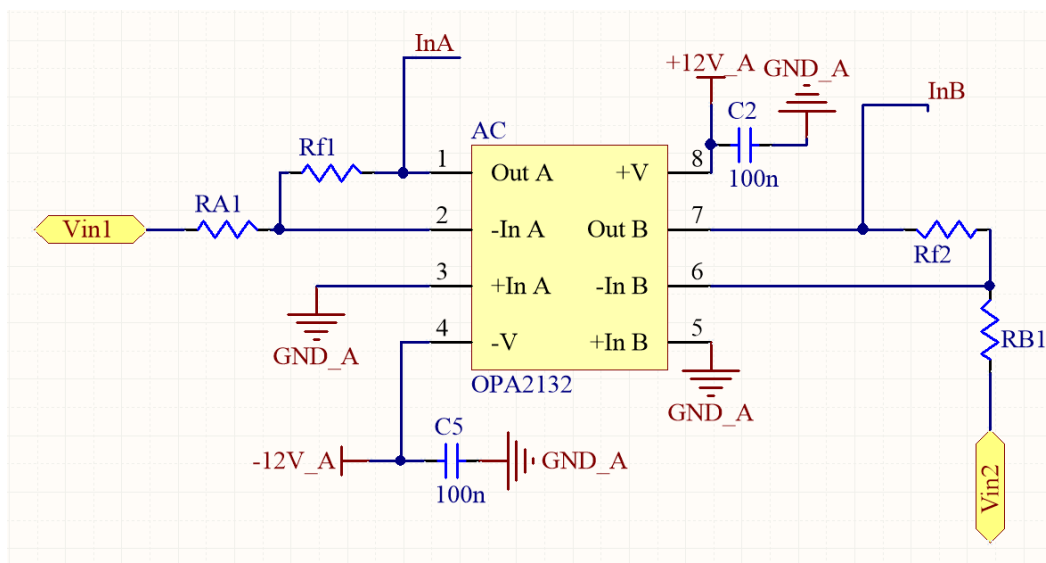 InA
+12V_A
GND_A
InB
C2
AC
Rf1
1
Out A
+V
8
100n
RA1
Vin1
2
-In A
Out B
7
Rf2
3
+In A
-In B
6
GND_A
4
-V
+In B
5
RB1
OPA2132
GND_A
C5
-12V_A
GND_A
100n
Vin2